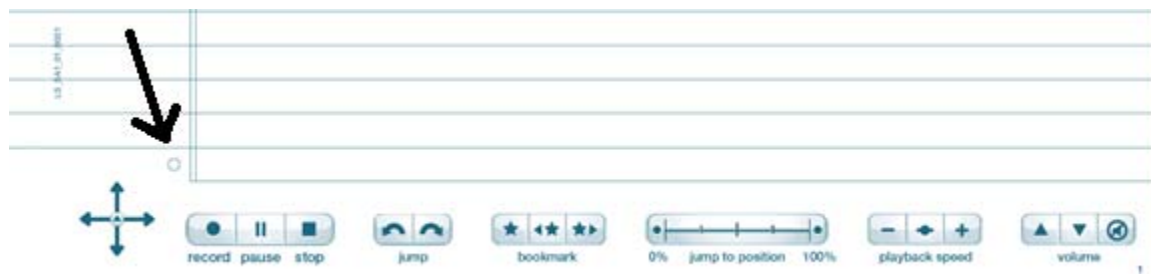 record pause stop
jump
bookmark
0% jump to position 100%
playback speed
volume
1